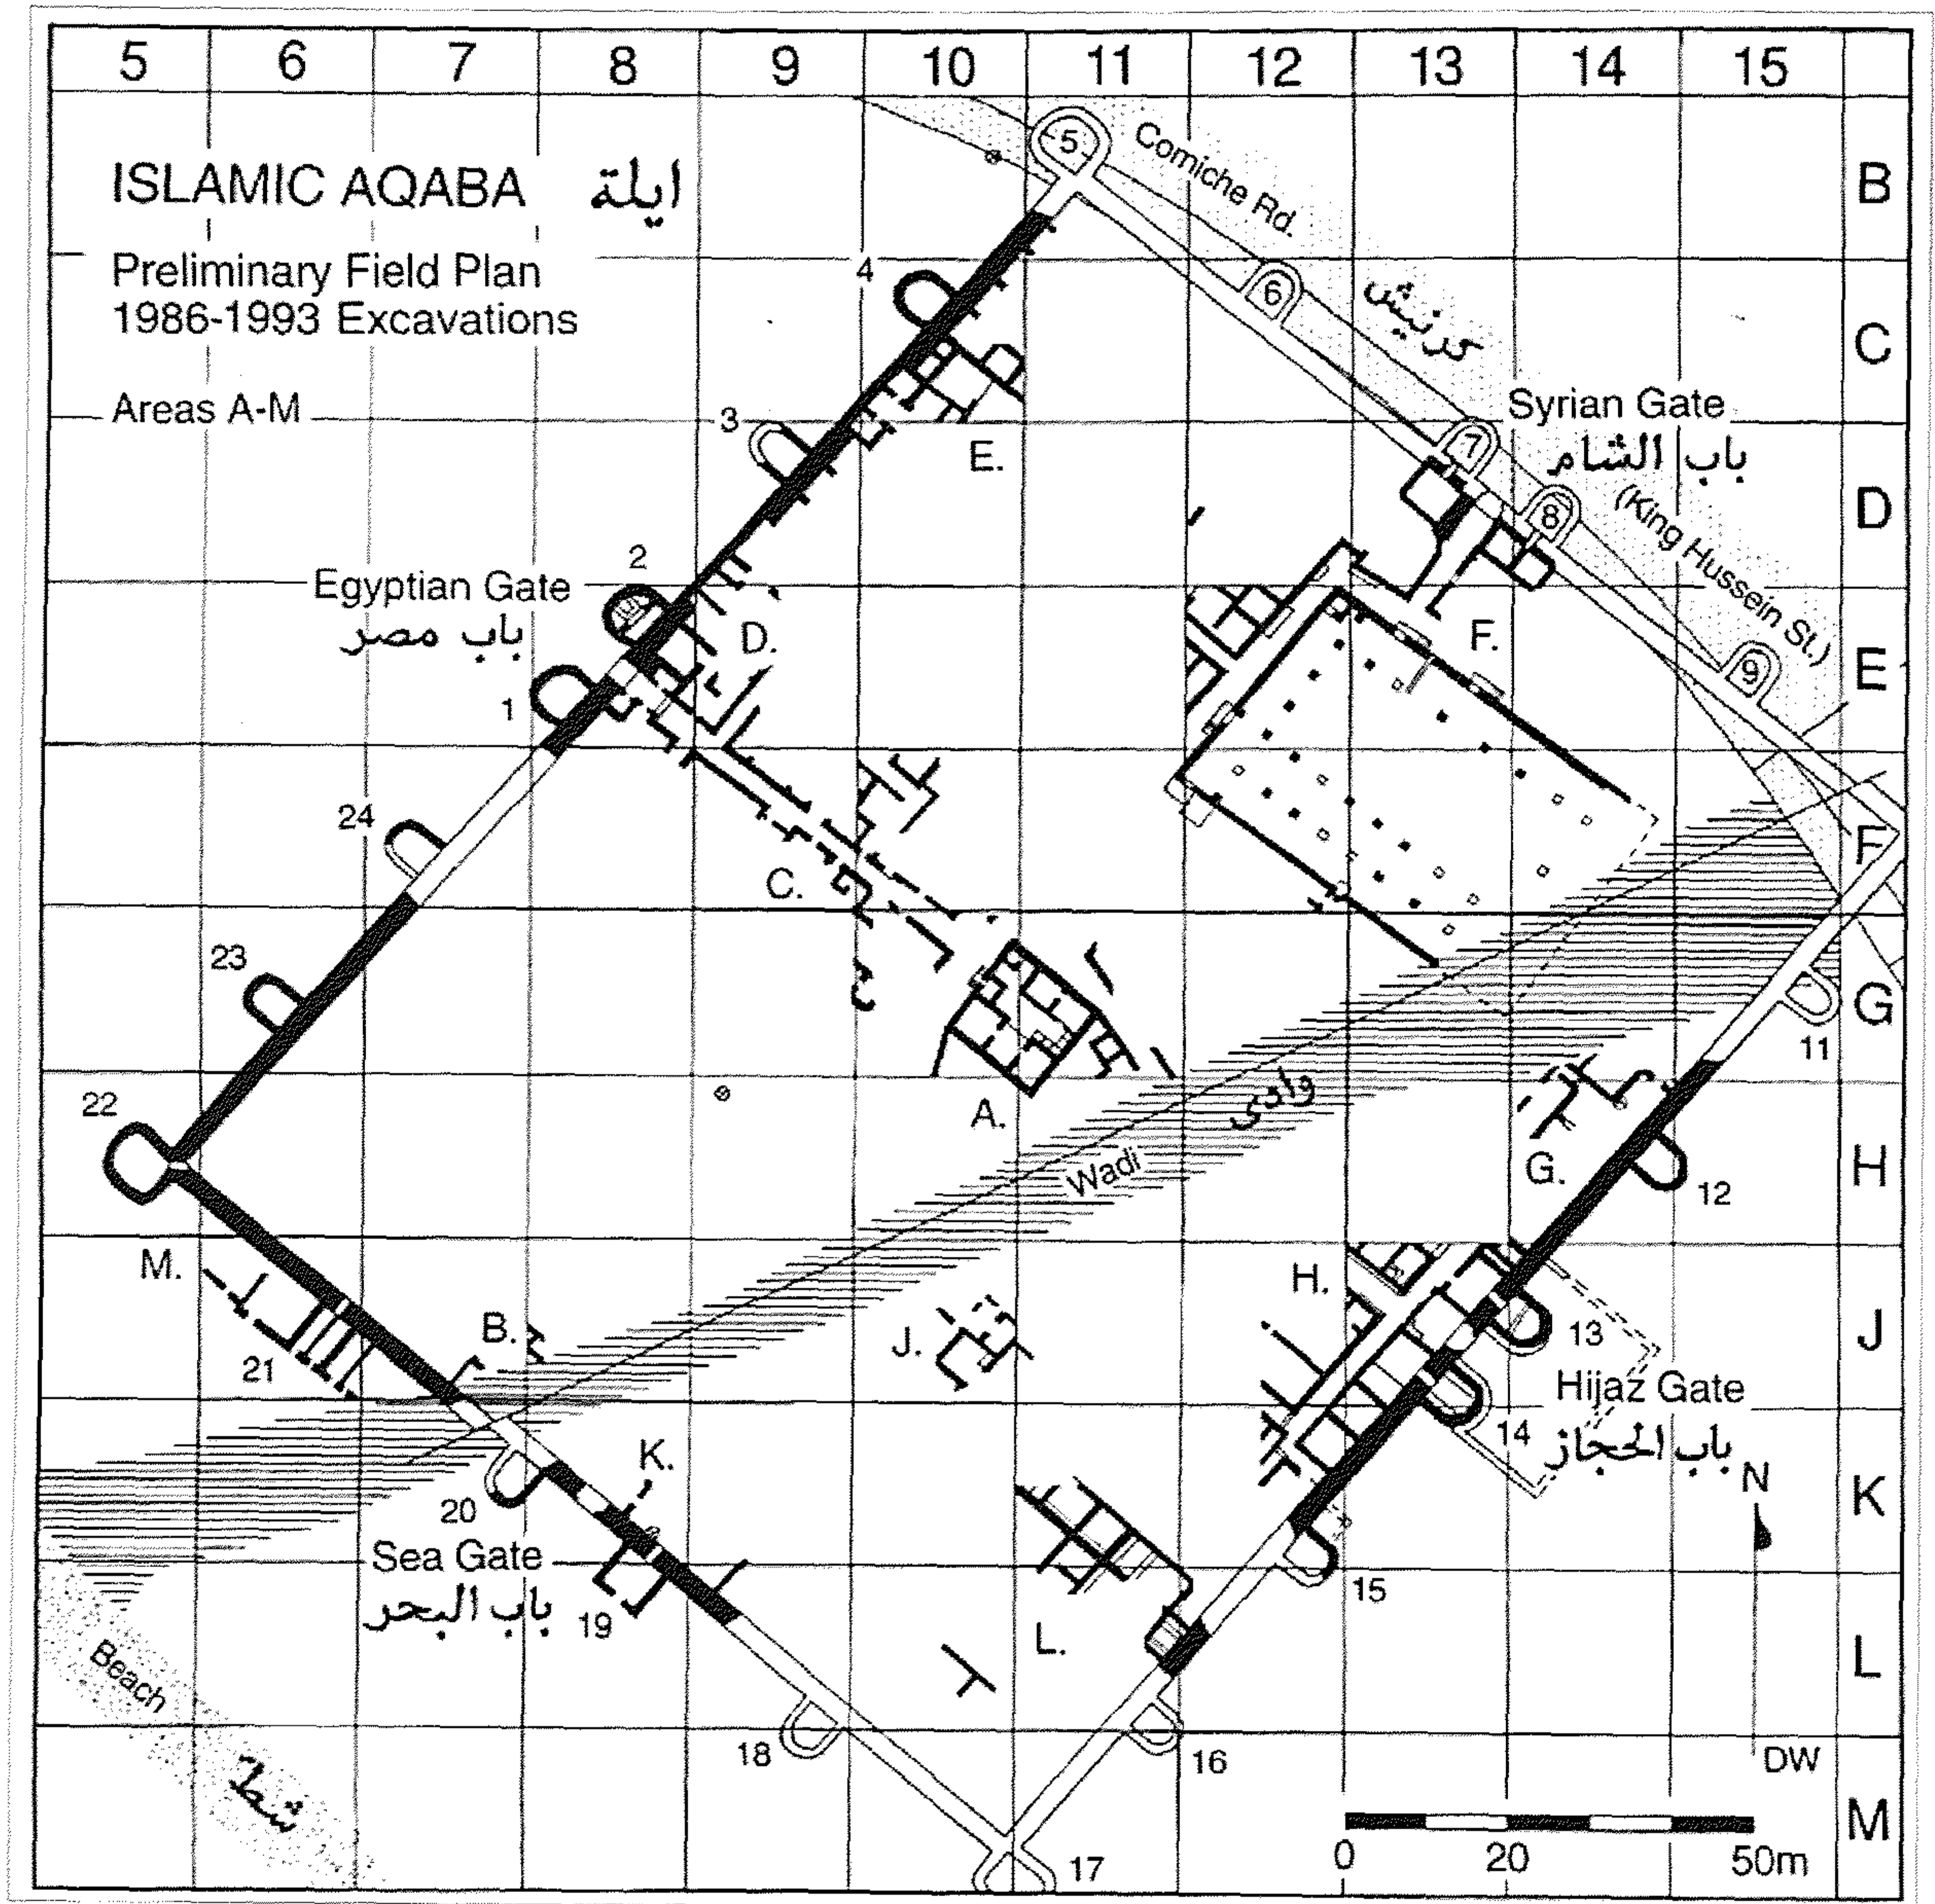 5 6 7 8 9 10 11 12 13 14 15
B
C
D
E
F
G
H
J
K
L
M
ISLAMIC AQABA ايلة
Preliminary Field Plan
1986-1993 Excavations
Areas A-M
5
Corniche Rd.
كرنيش
6
4
3
E.
Syrian Gate
باب الشام
7
8
(King Hussein St.)
9
2
Egyptian Gate
باب مصر
D.
1
F.
24
C.
23
11
22
A.
Wadi
وادى
G.
12
M.
B.
21
J.
H.
13
Hijaz Gate
باب الحجاز
14
N
K.
20
Sea Gate
باب البحر
19
15
L.
Beach
شط
18
16
17
DW
0 20 50m